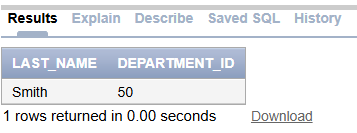 Results Explain Describe Saved SQL History
LAST_NAME DEPARTMENT_ID
Smith 50
1 rows returned in 0.00 seconds Download